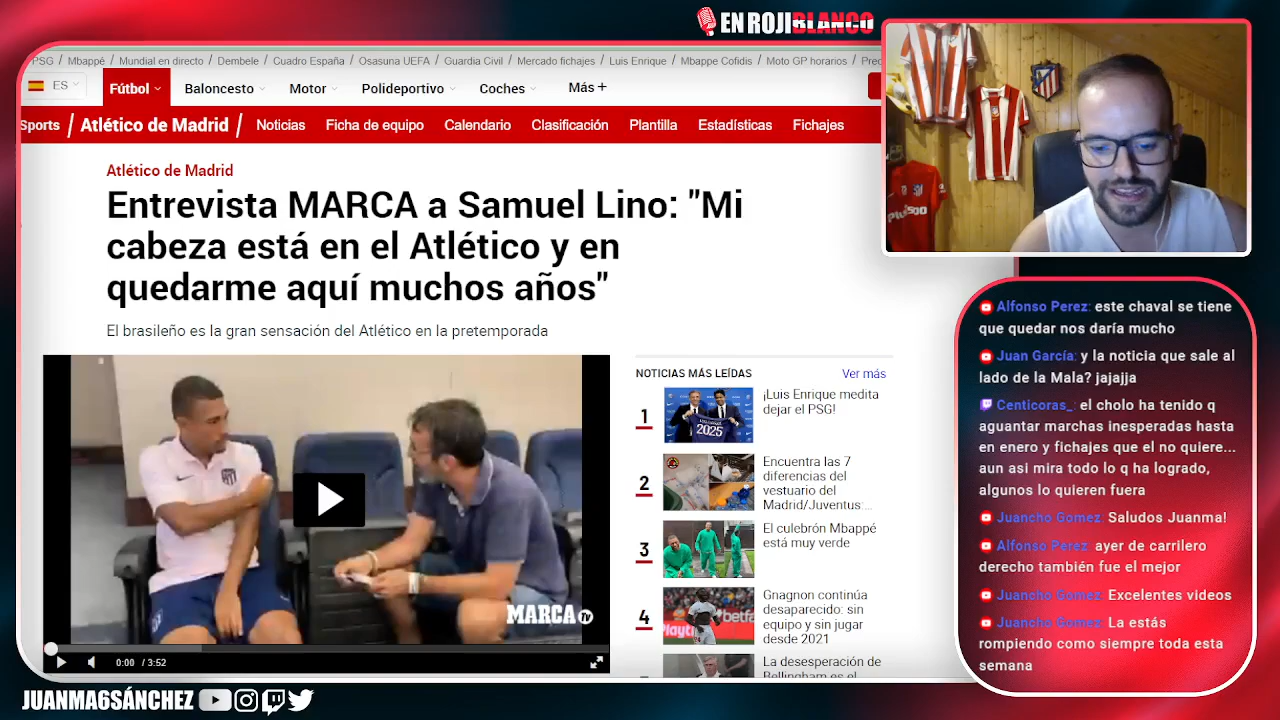 EN ROJIBLANCO
PSG / Mbappé / Mundial en directo / Dembele / Cuadro España / Osasuna UEFA / Guardia Civil / Mercado fichajes / Luis Enrique / Mbappe Cofidis / Moto GP horarios /
ES
Fútbol
Baloncesto
Motor
Polideportivo
Coches
Más+
Sports / Atlético de Madrid /
Noticias
Ficha de equipo
Calendario
Clasificación
Plantilla
Estadísticas
Fichajes
Atlético de Madrid
Entrevista MARCA a Samuel Lino: "Mi
cabeza está en el Atlético y en
quedarme aquí muchos años"
El brasileño es la gran sensación del Atlético en la pretemporada
MARCA tv
0:00 / 3:52
NOTICIAS MÁS LEÍDAS
Ver más
1
¡Luis Enrique medita
dejar el PSG!
2025
2
Encuentra las 7
diferencias del
vestuario del
Madrid/Juventus:...
3
El culebrón Mbappé
está muy verde
4
Gnagnon continúa
desaparecido: sin
equipo y sin jugar
desde 2021
La desesperación de
Bellingham es el
Alfonso Perez: este chaval se tiene
que quedar nos daría mucho
Juan García: y la noticia que sale al
lado de la Mala? jajajja
Centicoras_: el cholo ha tenido q
aguantar marchas inesperadas hasta
en enero y fichajes que el no quiere...
aun asi mira todo lo q ha logrado,
algunos lo quieren fuera
Juancho Gomez: Saludos Juanma!
Alfonso Perez: ayer de carrilero
derecho también fue el mejor
Juancho Gomez: Excelentes videos
Juancho Gomez: La estás
rompiendo como siempre toda esta
semana
JUANMA6SÁNCHEZ